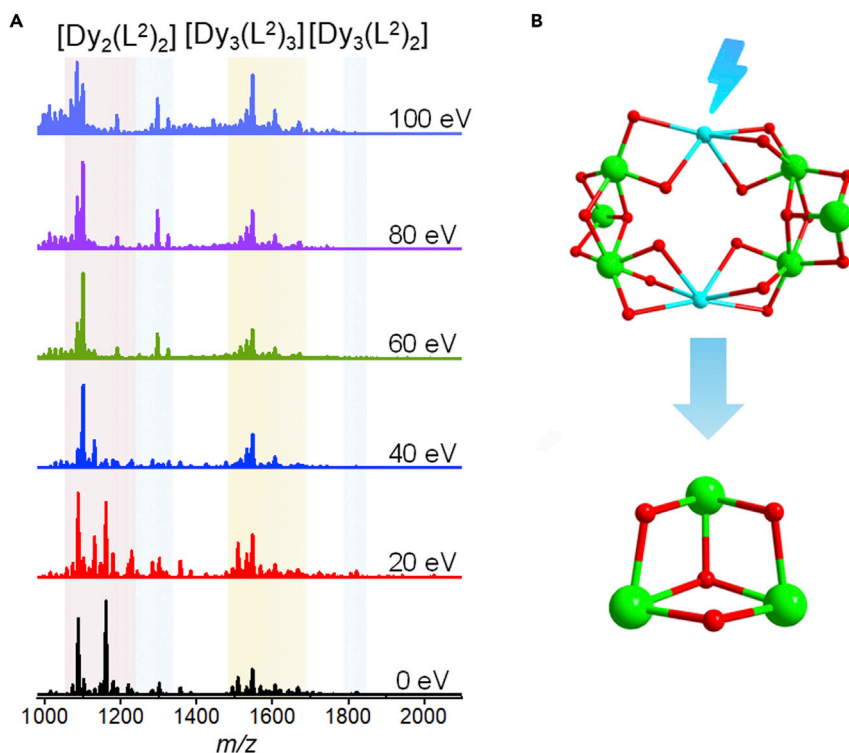 A
B
[Dy₂(L²)₂] [Dy₃(L²)₃] [Dy₃(L²)₂]
100 eV
80 eV
60 eV
40 eV
20 eV
0 eV
1000 1200 1400 1600 1800 2000
m/z